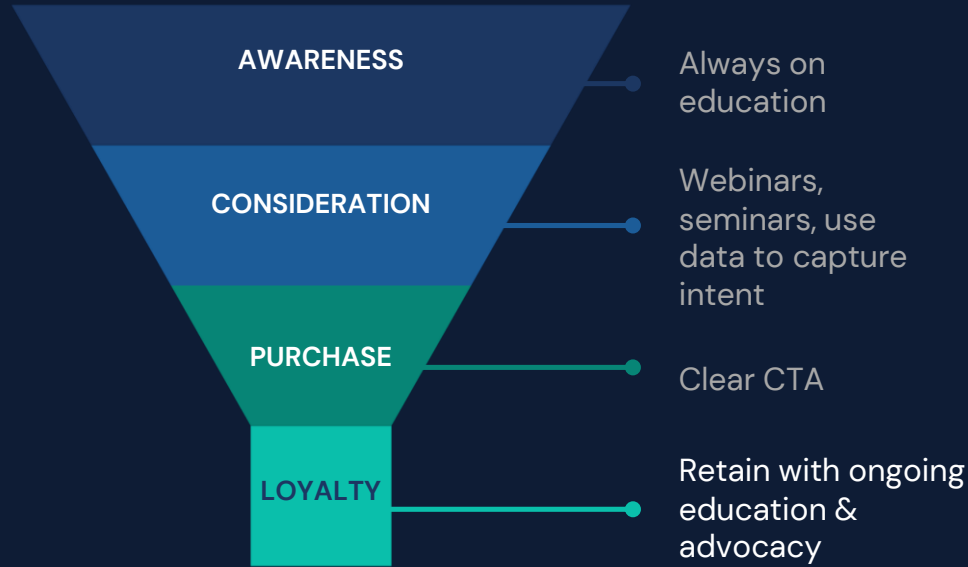 AWARENESS
Always on
education
CONSIDERATION
Webinars,
seminars, use
data to capture
intent
PURCHASE
Clear CTA
LOYALTY
Retain with ongoing
education &
advocacy